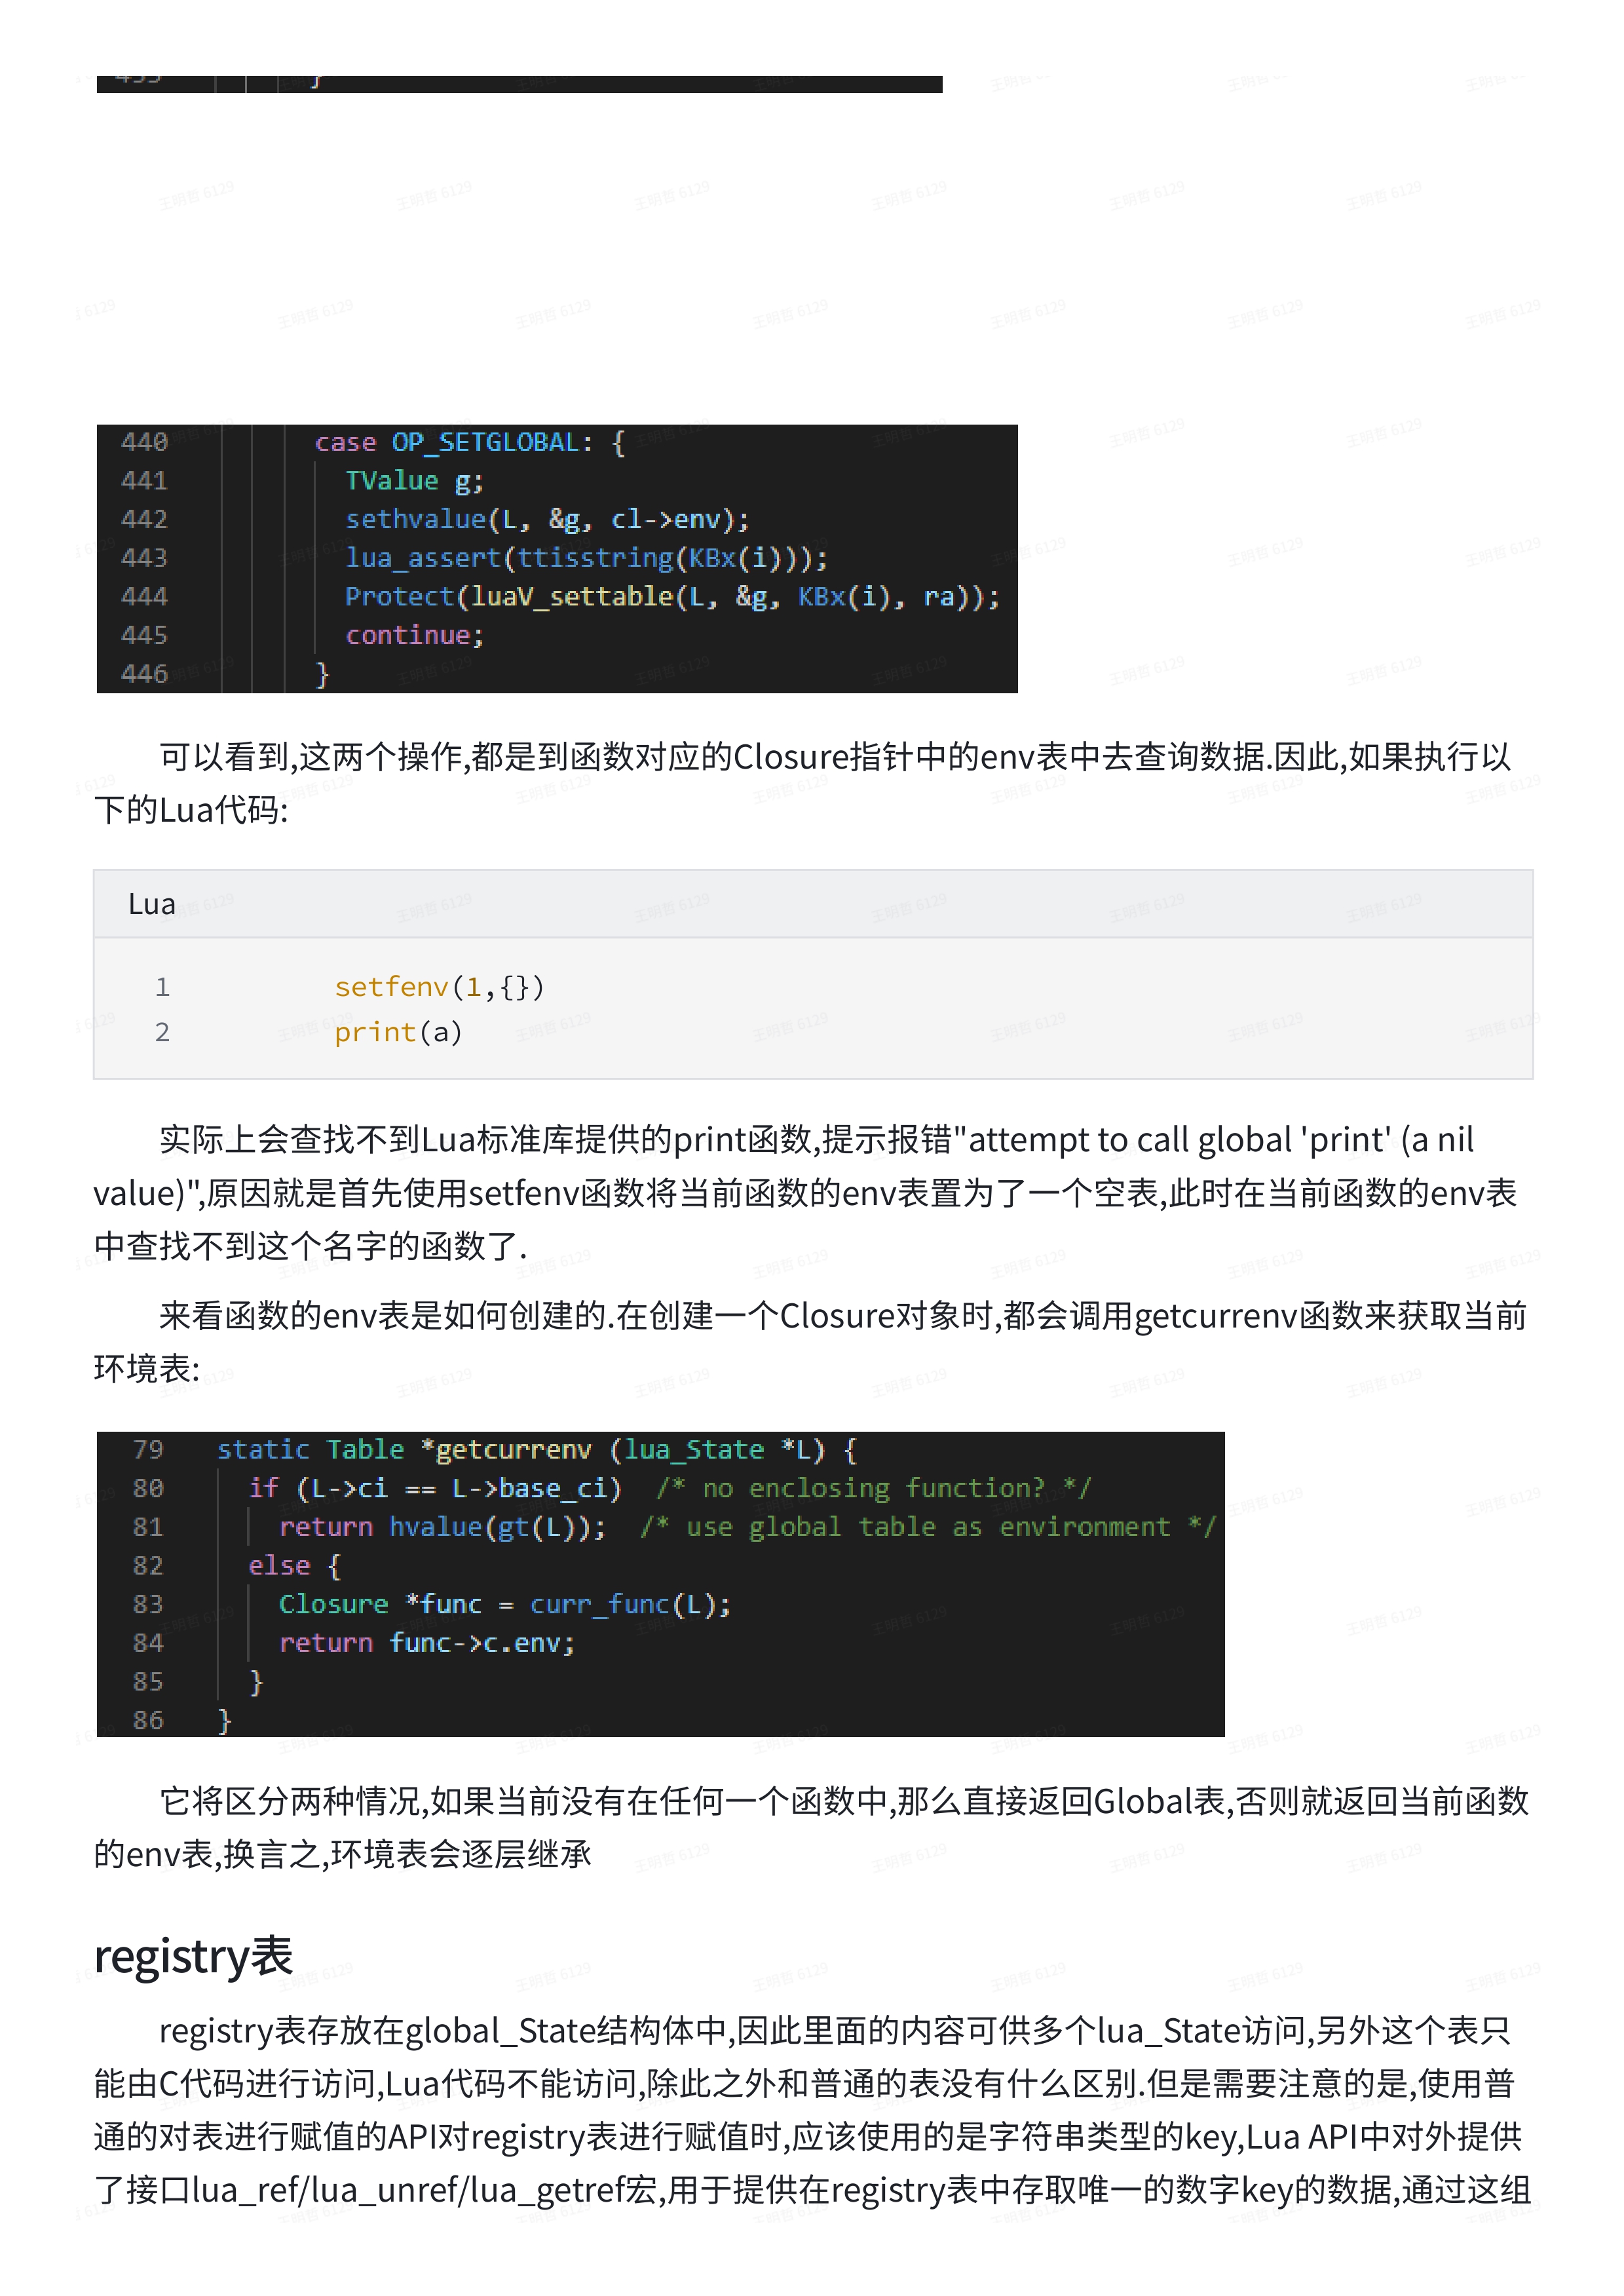 440 case OP_SETGLOBAL: {
441 TValue g;
442 sethvalue(L, &g, cl->env);
443 lua_assert(ttisstring(KBx(i)));
444 Protect(luaV_settable(L, &g, KBx(i), ra));
445 continue;
446 }
可以看到,这两个操作,都是到函数对应的Closure指针中的env表中去查询数据.因此,如果执行以
下的Lua代码:
Lua
1 setfenv(1,{})
2 print(a)
实际上会查找不到Lua标准库提供的print函数,提示报错"attempt to call global 'print' (a nil
value)",原因就是首先使用setfenv函数将当前函数的env表置为了一个空表,此时在当前函数的env表
中查找不到这个名字的函数了.
来看函数的env表是如何创建的.在创建一个Closure对象时,都会调用getcurrenv函数来获取当前
环境表:
79 static Table *getcurrenv (lua_State *L) {
80 if (L->ci == L->base_ci) /* no enclosing function? */
81 return hvalue(gt(L)); /* use global table as environment */
82 else {
83 Closure *func = curr_func(L);
84 return func->c.env;
85 }
86 }
它将区分两种情况,如果当前没有在任何一个函数中,那么直接返回Global表,否则就返回当前函数
的env表,换言之,环境表会逐层继承
registry表
registry表存放在global_State结构体中,因此里面的内容可供多个lua_State访问,另外这个表只
能由C代码进行访问,Lua代码不能访问,除此之外和普通的表没有什么区别.但是需要注意的是,使用普
通的对表进行赋值的API对registry表进行赋值时,应该使用的是字符串类型的key,Lua API中对外提供
了接口lua_ref/lua_unref/lua_getref宏,用于提供在registry表中存取唯一的数字key的数据,通过这组
王明哲 6129